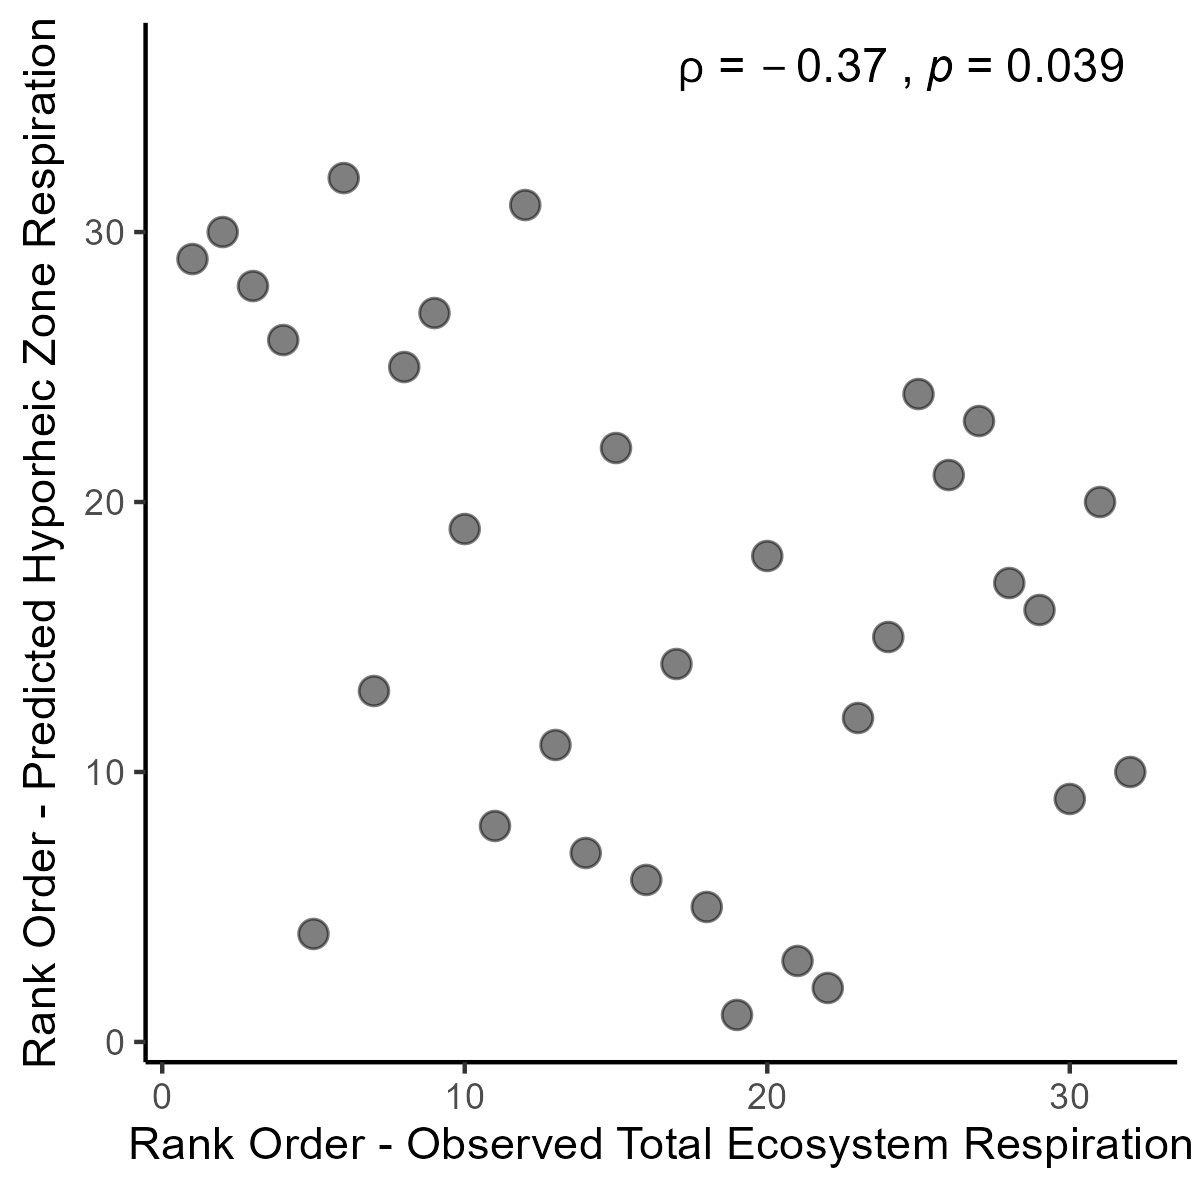 ρ = − 0.37 , p = 0.039
Rank Order - Predicted Hyporheic Zone Respiration
30
20
10
0
0 10 20 30
Rank Order - Observed Total Ecosystem Respiration